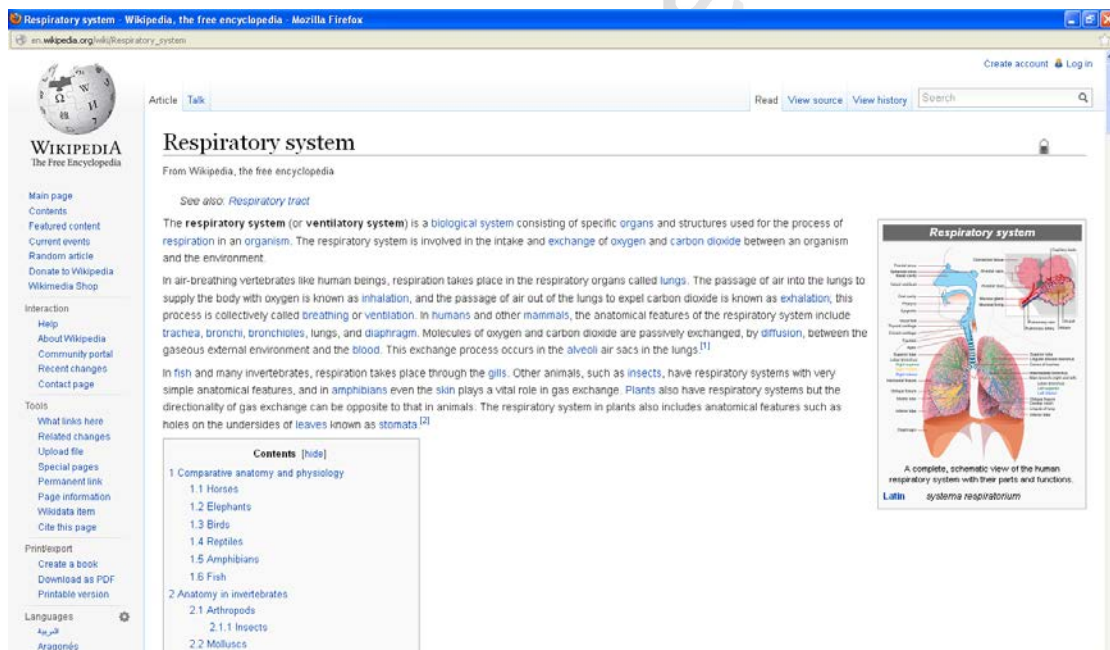 Respiratory system - Wikipedia, the free encyclopedia - Mozilla Firefox
en.wikipedia.org/wiki/Respiratory_system
Create account Log in
Article Talk Read View source View history Search
WIKIPEDIA
The Free Encyclopedia
Main page
Contents
Featured content
Current events
Random article
Donate to Wikipedia
Wikimedia Shop
Interaction
Help
About Wikipedia
Community portal
Recent changes
Contact page
Tools
What links here
Related changes
Upload file
Special pages
Permanent link
Page information
Wikidata item
Cite this page
Print/export
Create a book
Download as PDF
Printable version
Languages
العربية
Aragonés
Respiratory system
From Wikipedia, the free encyclopedia
See also: Respiratory tract
The respiratory system (or ventilatory system) is a biological system consisting of specific organs and structures used for the process of
respiration in an organism. The respiratory system is involved in the intake and exchange of oxygen and carbon dioxide between an organism
and the environment.
In air-breathing vertebrates like human beings, respiration takes place in the respiratory organs called lungs. The passage of air into the lungs to
supply the body with oxygen is known as inhalation, and the passage of air out of the lungs to expel carbon dioxide is known as exhalation; this
process is collectively called breathing or ventilation. In humans and other mammals, the anatomical features of the respiratory system include
trachea, bronchi, bronchioles, lungs, and diaphragm. Molecules of oxygen and carbon dioxide are passively exchanged, by diffusion, between the
gaseous external environment and the blood. This exchange process occurs in the alveoli air sacs in the lungs.[1]
In fish and many invertebrates, respiration takes place through the gills. Other animals, such as insects, have respiratory systems with very
simple anatomical features, and in amphibians even the skin plays a vital role in gas exchange. Plants also have respiratory systems but the
directionality of gas exchange can be opposite to that in animals. The respiratory system in plants also includes anatomical features such as
holes on the undersides of leaves known as stomata.[2]
Contents [hide]
1 Comparative anatomy and physiology
1.1 Horses
1.2 Elephants
1.3 Birds
1.4 Reptiles
1.5 Amphibians
1.6 Fish
2 Anatomy in invertebrates
2.1 Arthropods
2.1.1 Insects
2.2 Molluscs
Respiratory system
A complete, schematic view of the human
respiratory system with their parts and functions.
Latin systema respiratorium